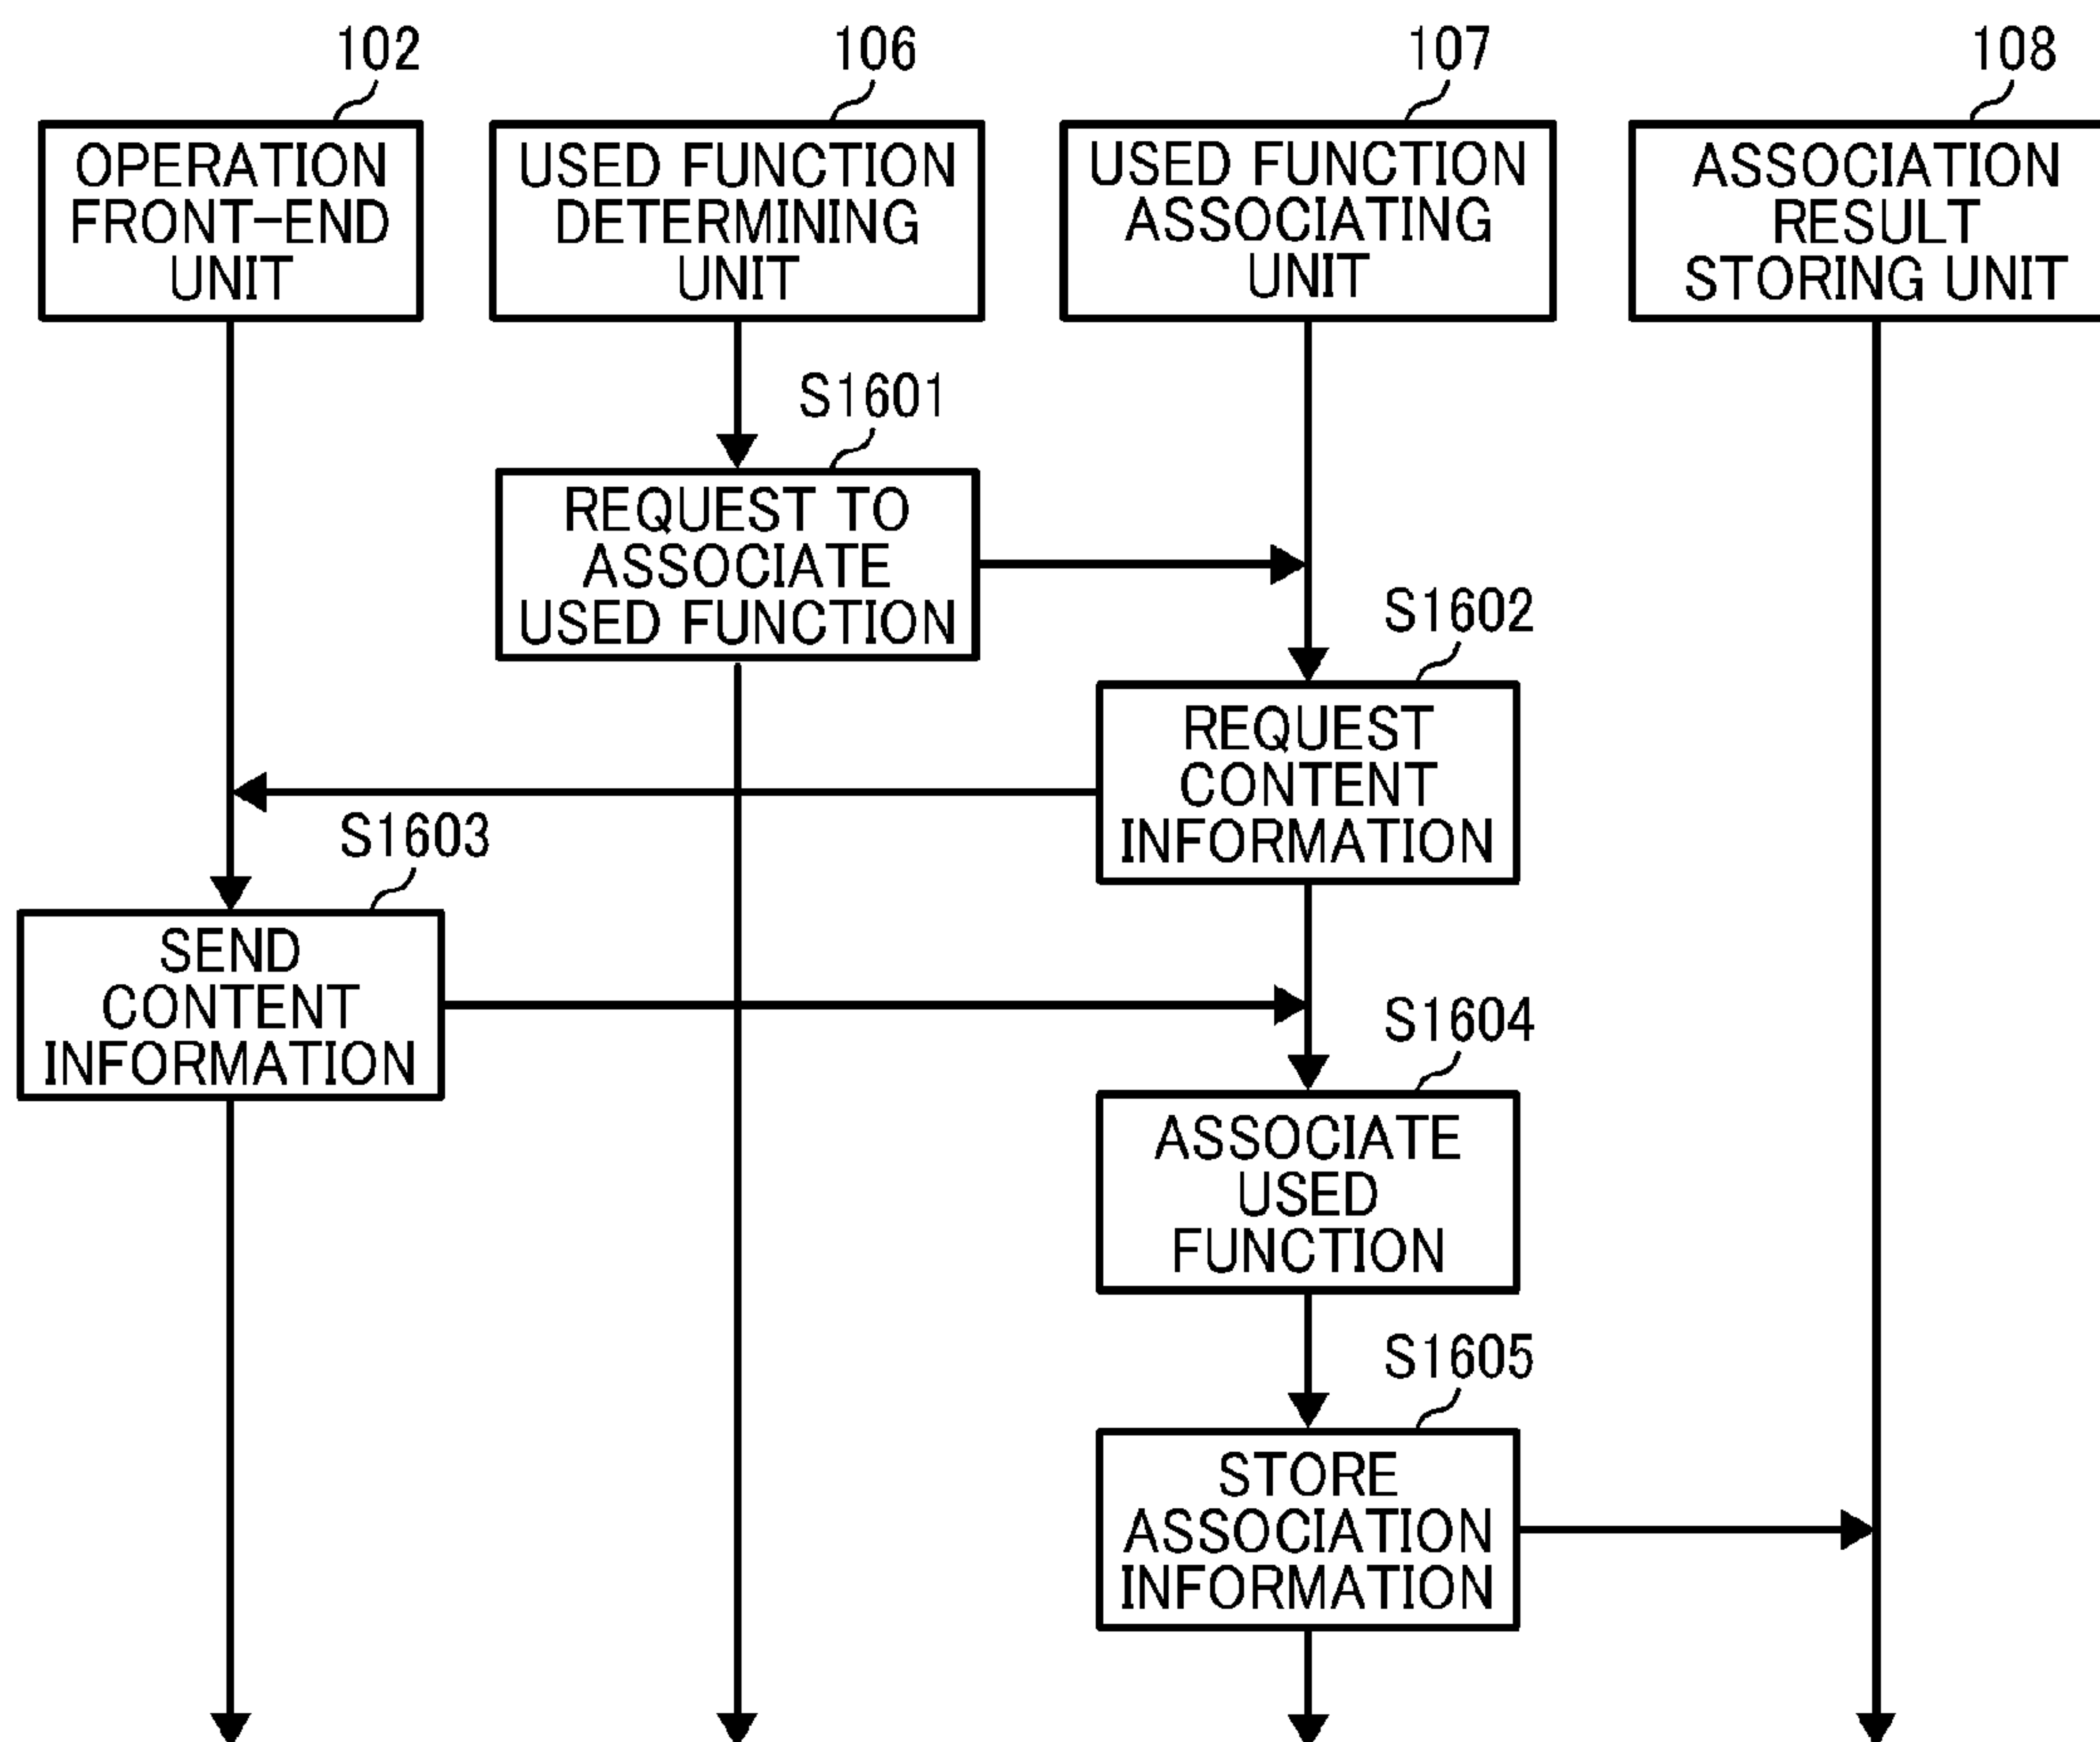 102
106
107
108
OPERATION
FRONT-END
UNIT
USED FUNCTION
DETERMINING
UNIT
USED FUNCTION
ASSOCIATING
UNIT
ASSOCIATION
RESULT
STORING UNIT
S1601
REQUEST TO
ASSOCIATE
USED FUNCTION
S1602
REQUEST
CONTENT
INFORMATION
S1603
SEND
CONTENT
INFORMATION
S1604
ASSOCIATE
USED
FUNCTION
S1605
STORE
ASSOCIATION
INFORMATION